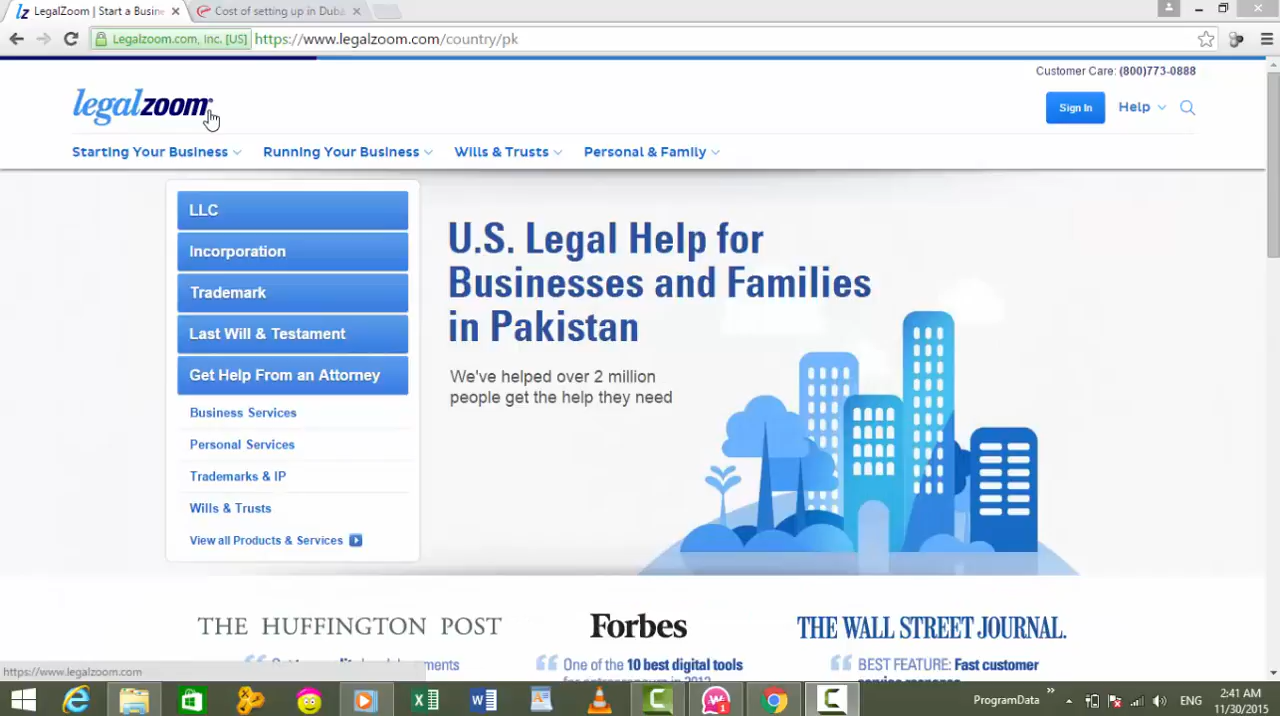 LegalZoom | Start a Busin
Cost of setting up in Duba
Legalzoom.com, Inc. [US]
https://www.legalzoom.com/country/pk
Customer Care: (800)773-0888
legalzoom
Sign In
Help
Starting Your Business
Running Your Business
Wills & Trusts
Personal & Family
LLC
Incorporation
Trademark
Last Will & Testament
Get Help From an Attorney
Business Services
Personal Services
Trademarks & IP
Wills & Trusts
View all Products & Services
U.S. Legal Help for
Businesses and Families
in Pakistan
We've helped over 2 million
people get the help they need
THE HUFFINGTON POST
Forbes
THE WALL STREET JOURNAL.
One of the 10 best digital tools
BEST FEATURE: Fast customer
https://www.legalzoom.com
ProgramData
ENG
2:41 AM
11/30/2015